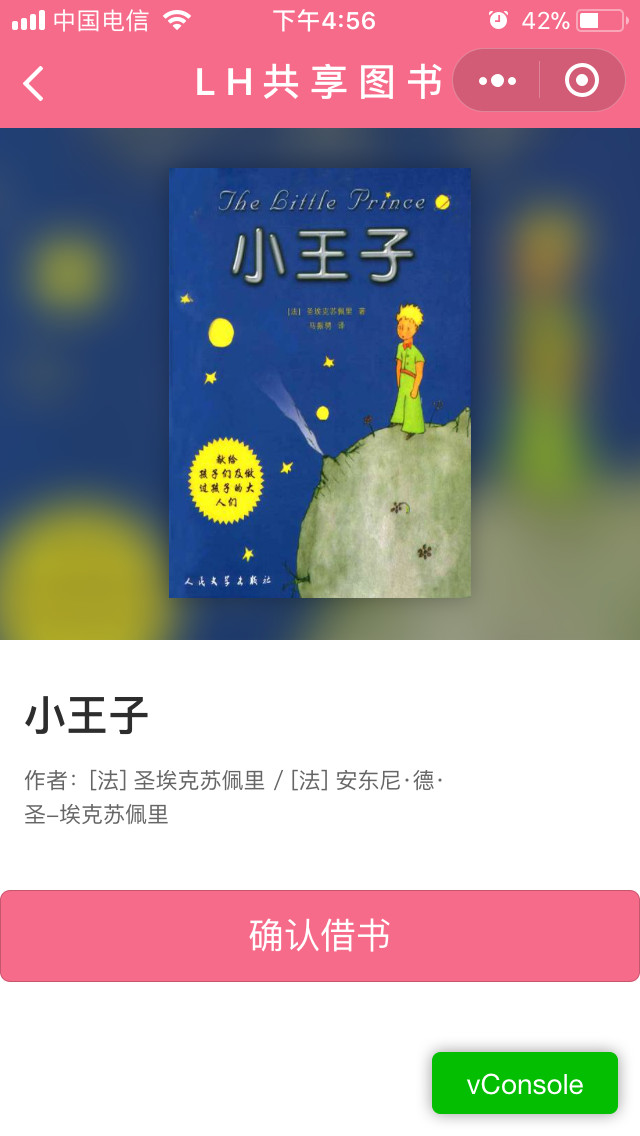 中国电信 下午4:56 42%
LH共享图书
The Little Prince
小王子
[法] 圣埃克苏佩里 著
马振骋 译
献给
孩子们及做
过孩子的大
人们
人民文学出版社
小王子
作者：[法] 圣埃克苏佩里 / [法] 安东尼·德·
圣-埃克苏佩里
确认借书
vConsole